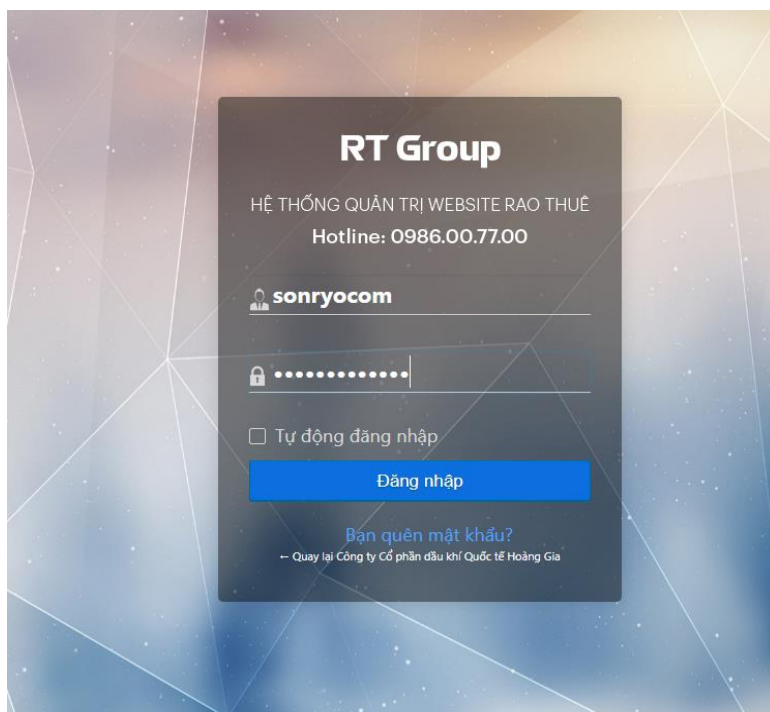 RT Group
HỆ THỐNG QUẢN TRỊ WEBSITE RAO THUÊ
Hotline: 0986.00.77.00
sonryocom
•••••••••••••
Tự động đăng nhập
Đăng nhập
Bạn quên mật khẩu?
← Quay lại Công ty Cổ phần dầu khí Quốc tế Hoàng Gia